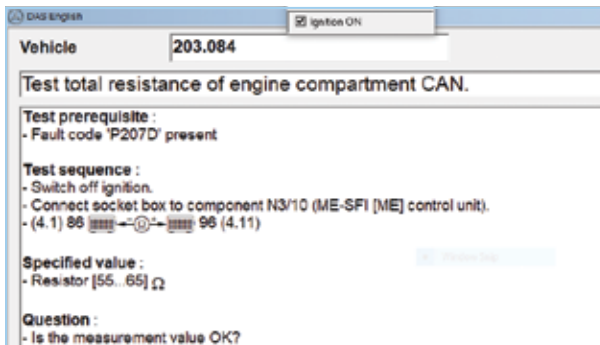 DAS English
Ignition ON
Vehicle 203.084
Test total resistance of engine compartment CAN.
Test prerequisite :
- Fault code 'P207D' present
Test sequence :
- Switch off ignition.
- Connect socket box to component N3/10 (ME-SFI [ME] control unit).
- (4.1) 86 Ω 96 (4.11)
Specified value :
- Resistor [55...65] Ω
Question :
- Is the measurement value OK?